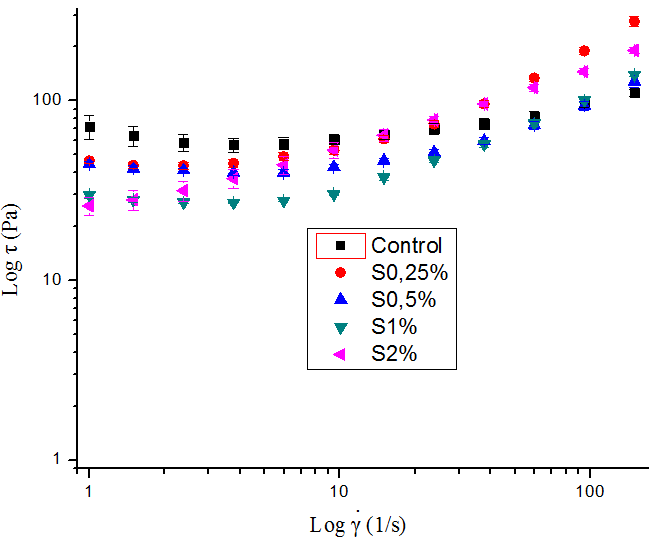 Log τ (Pa)
100
10
1
Control
S0,25%
S0,5%
S1%
S2%
1 10 100
Log γ̇ (1/s)